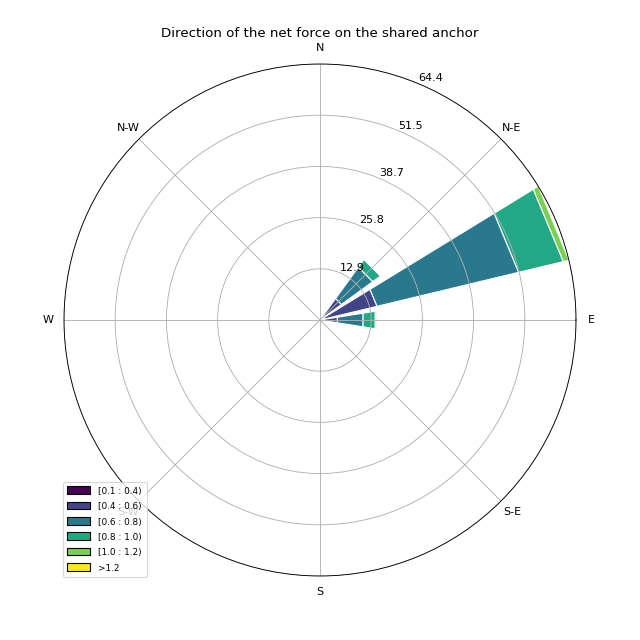 Direction of the net force on the shared anchor
N
N-W
N-E
64.4
51.5
38.7
25.8
12.9
W
E
S-W
S-E
S
[0.1 : 0.4)
[0.4 : 0.6)
[0.6 : 0.8)
[0.8 : 1.0)
[1.0 : 1.2)
>1.2